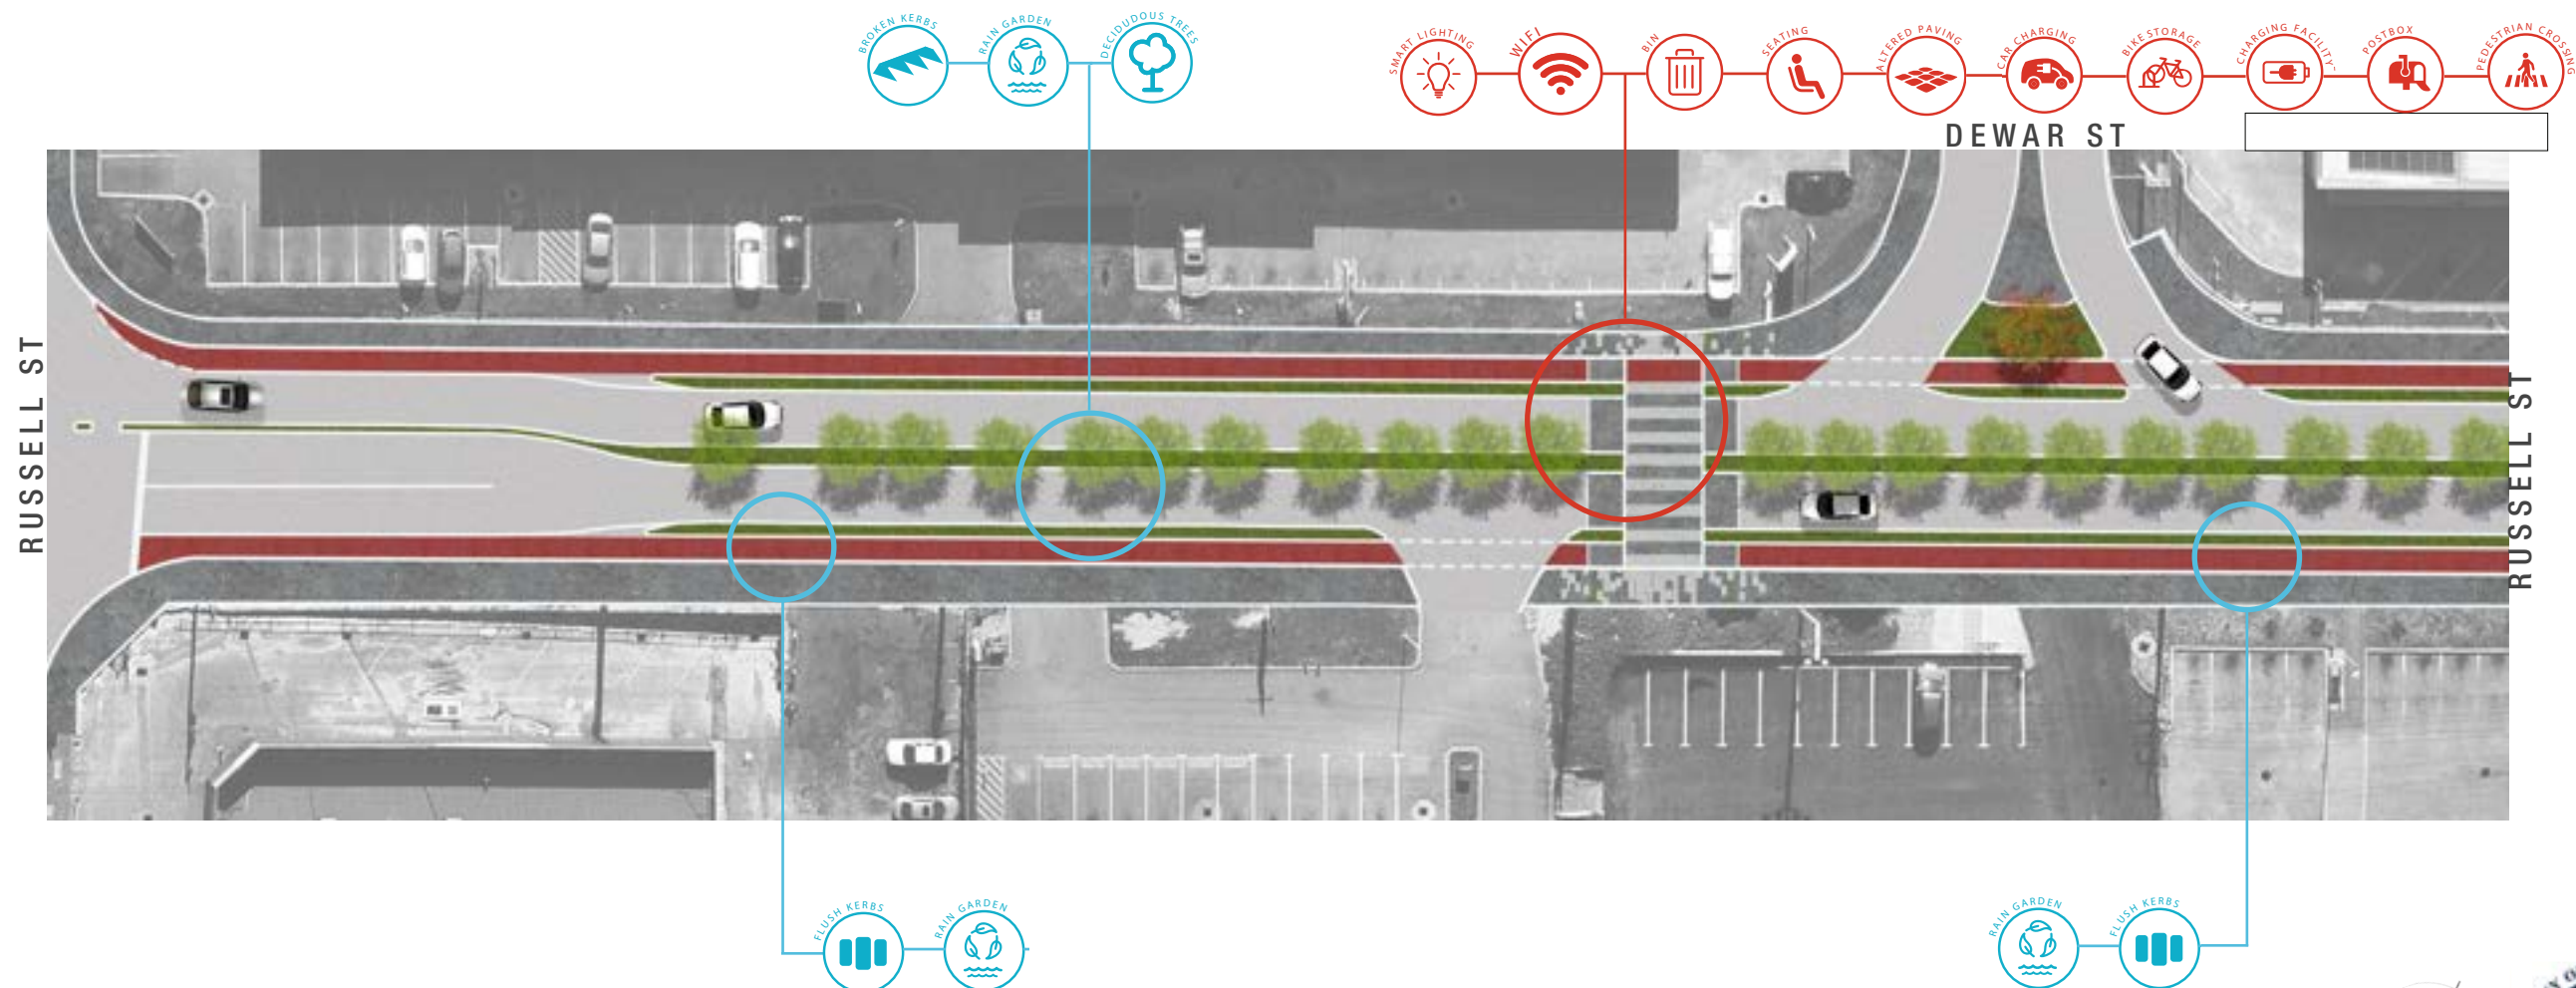 BROKEN KERBS
RAIN GARDEN
DECIDUDOUS TREES
SMART LIGHTING
WIFI
BIN
SEATING
ALTERED PAVING
CAR CHARGING
BIKE STORAGE
CHARGING FACILITY
POSTBOX
PEDESTRIAN CROSSING
DEWAR ST
RUSSELL ST
RUSSELL ST
FLUSH KERBS
RAIN GARDEN
RAIN GARDEN
FLUSH KERBS